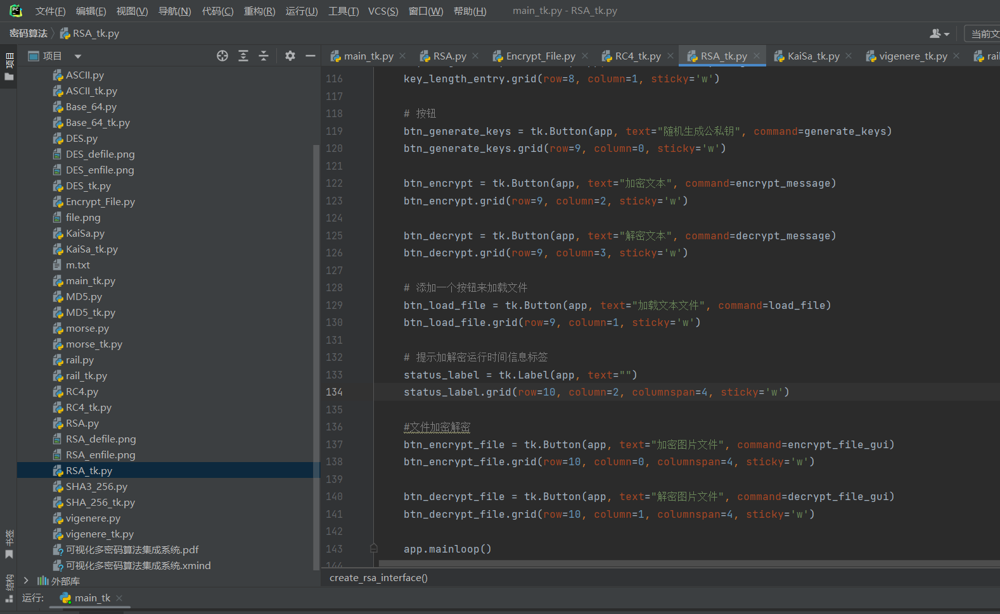 PC 文件(F) 编辑(E) 视图(V) 导航(N) 代码(C) 重构(R) 运行(U) 工具(T) VCS(S) 窗口(W) 帮助(H) main_tk.py - RSA_tk.py
密码算法 RSA_tk.py 当前文
项目 项目 main_tk.py RSA.py Encrypt_File.py RC4_tk.py RSA_tk.py KaiSa_tk.py vigenere_tk.py rail
ASCII.py
ASCII_tk.py
Base_64.py
Base_64_tk.py
DES.py
DES_defile.png
DES_enfile.png
DES_tk.py
Encrypt_File.py
file.png
KaiSa.py
KaiSa_tk.py
m.txt
main_tk.py
MD5.py
MD5_tk.py
morse.py
morse_tk.py
rail.py
rail_tk.py
RC4.py
RC4_tk.py
RSA.py
RSA_defile.png
RSA_enfile.png
RSA_tk.py
SHA3_256.py
SHA_256_tk.py
vigenere.py
vigenere_tk.py
可视化多密码算法集成系统.pdf
可视化多密码算法集成系统.xmind
外部库
书签
结构
116 key_length_entry.grid(row=8, column=1, sticky='w')
117
118 # 按钮
119 btn_generate_keys = tk.Button(app, text="随机生成公私钥", command=generate_keys)
120 btn_generate_keys.grid(row=9, column=0, sticky='w')
121
122 btn_encrypt = tk.Button(app, text="加密文本", command=encrypt_message)
123 btn_encrypt.grid(row=9, column=2, sticky='w')
124
125 btn_decrypt = tk.Button(app, text="解密文本", command=decrypt_message)
126 btn_decrypt.grid(row=9, column=3, sticky='w')
127
128 # 添加一个按钮来加载文件
129 btn_load_file = tk.Button(app, text="加载文本文件", command=load_file)
130 btn_load_file.grid(row=9, column=1, sticky='w')
131
132 # 提示加解密运行时间信息标签
133 status_label = tk.Label(app, text="")
134 status_label.grid(row=10, column=2, columnspan=4, sticky='w')
135
136 #文件加密解密
137 btn_encrypt_file = tk.Button(app, text="加密图片文件", command=encrypt_file_gui)
138 btn_encrypt_file.grid(row=10, column=0, columnspan=4, sticky='w')
139
140 btn_decrypt_file = tk.Button(app, text="解密图片文件", command=decrypt_file_gui)
141 btn_decrypt_file.grid(row=10, column=1, columnspan=4, sticky='w')
142
143 app.mainloop()
144
create_rsa_interface()
运行: main_tk